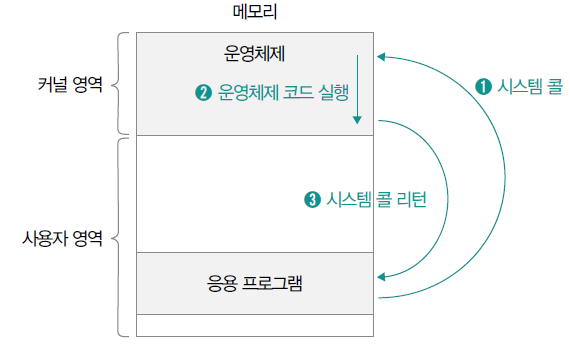 메모리
운영체제
커널 영역
❷ 운영체제 코드 실행
❶ 시스템 콜
❸ 시스템 콜 리턴
사용자 영역
응용 프로그램